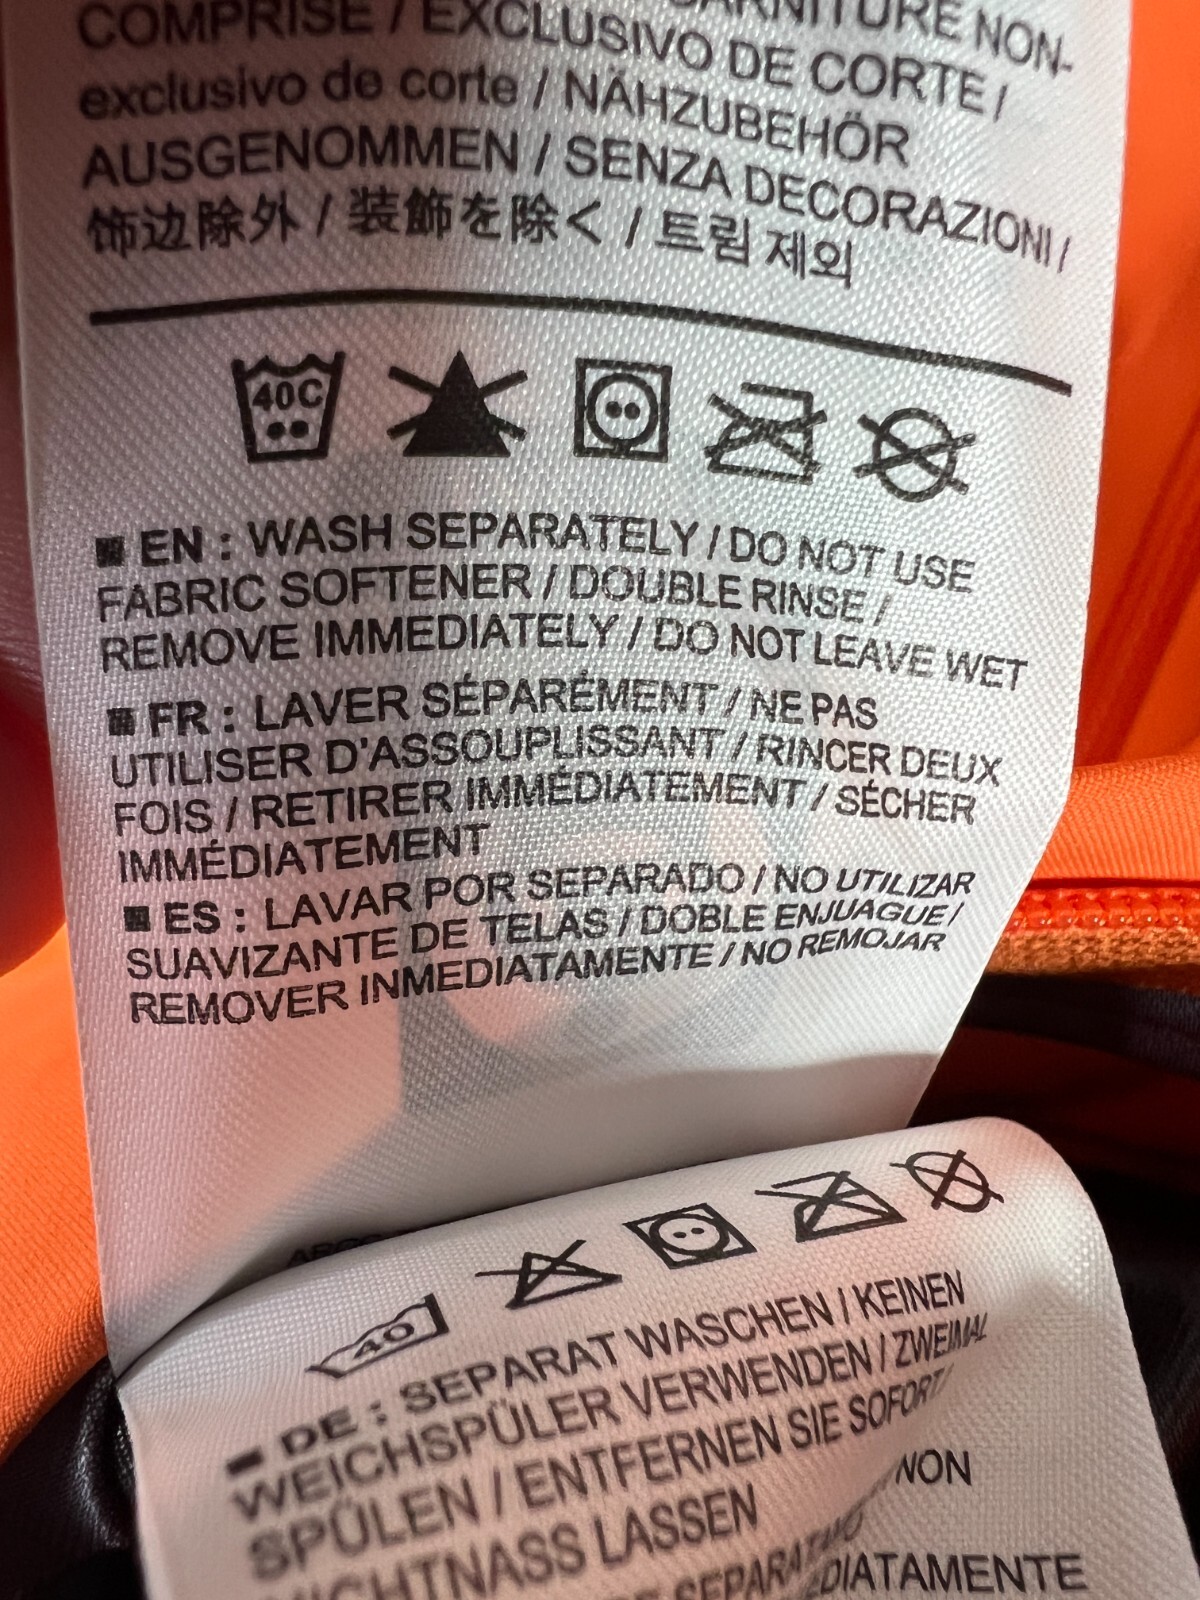 COMPRISE / EXCLUSIVO DE CORTE / NON-
exclusivo de corte / NÄHZUBEHÖR
AUSGENOMMEN / SENZA DECORAZIONI /
饰边除外 / 装飾を除く / 트림 제외
40C
EN : WASH SEPARATELY / DO NOT USE
FABRIC SOFTENER / DOUBLE RINSE /
REMOVE IMMEDIATELY / DO NOT LEAVE WET
FR : LAVER SÉPARÉMENT / NE PAS
UTILISER D'ASSOUPLISSANT / RINCER DEUX
FOIS / RETIRER IMMÉDIATEMENT / SÉCHER
IMMÉDIATEMENT
ES : LAVAR POR SEPARADO / NO UTILIZAR
SUAVIZANTE DE TELAS / DOBLE ENJUAGUE /
REMOVER INMEDIATAMENTE / NO REMOJAR
40
DE : SEPARAT WASCHEN / KEINEN
WEICHSPÜLER VERWENDEN / ZWEIMAL
SPÜLEN / ENTFERNEN SIE SOFORT /
NICHTNASS LASSEN
NON